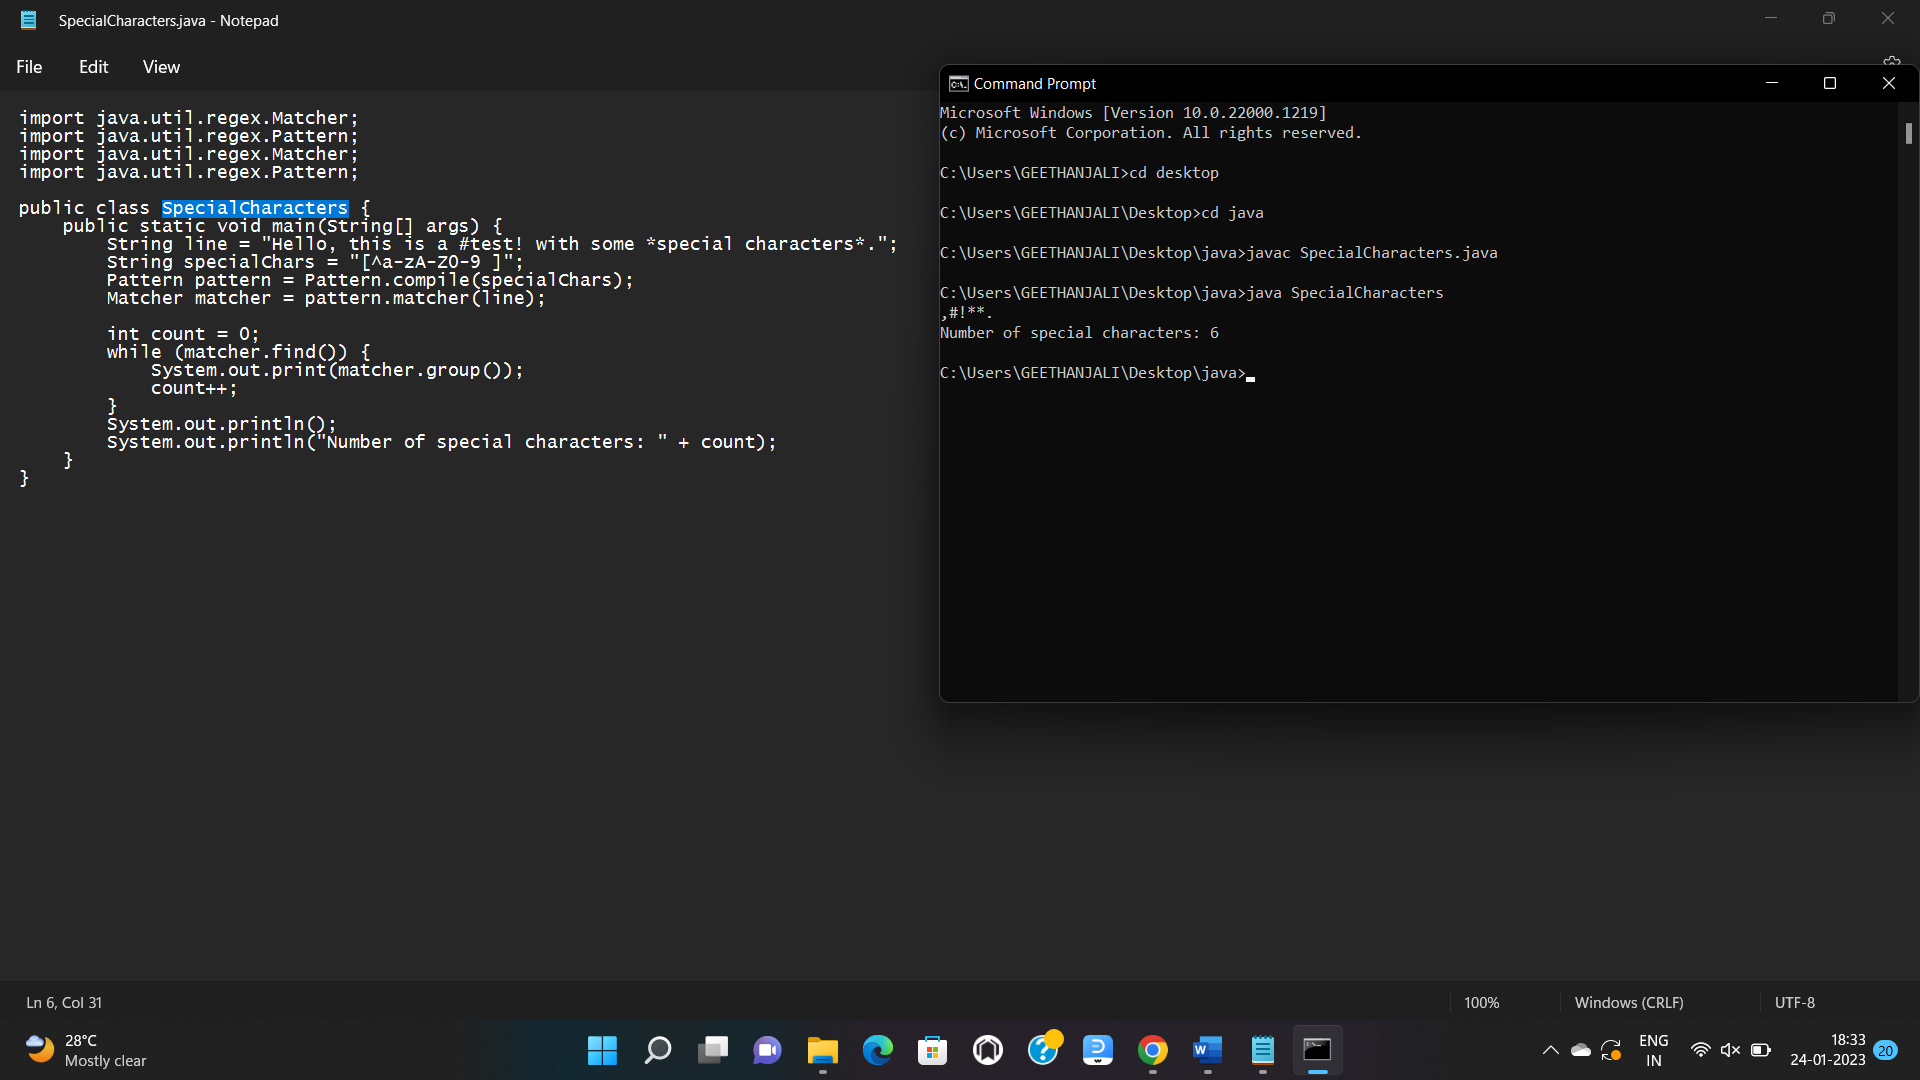 SpecialCharacters.java - Notepad
File Edit View
import java.util.regex.Matcher;
import java.util.regex.Pattern;
import java.util.regex.Matcher;
import java.util.regex.Pattern;
public class SpecialCharacters {
public static void main(String[] args) {
String line = "Hello, this is a #test! with some *special characters*.";
String specialChars = "[^a-zA-Z0-9 ]";
Pattern pattern = Pattern.compile(specialChars);
Matcher matcher = pattern.matcher(line);
int count = 0;
while (matcher.find()) {
System.out.print(matcher.group());
count++;
}
System.out.println();
System.out.println("Number of special characters: " + count);
}
}
Command Prompt
Microsoft Windows [Version 10.0.22000.1219]
(c) Microsoft Corporation. All rights reserved.
C:\Users\GEETHANJALI>cd desktop
C:\Users\GEETHANJALI\Desktop>cd java
C:\Users\GEETHANJALI\Desktop\java>javac SpecialCharacters.java
C:\Users\GEETHANJALI\Desktop\java>java SpecialCharacters
,#!**.
Number of special characters: 6
C:\Users\GEETHANJALI\Desktop\java>
Ln 6, Col 31
100%
Windows (CRLF)
UTF-8
28°C
Mostly clear
ENG
IN
18:33
24-01-2023
20